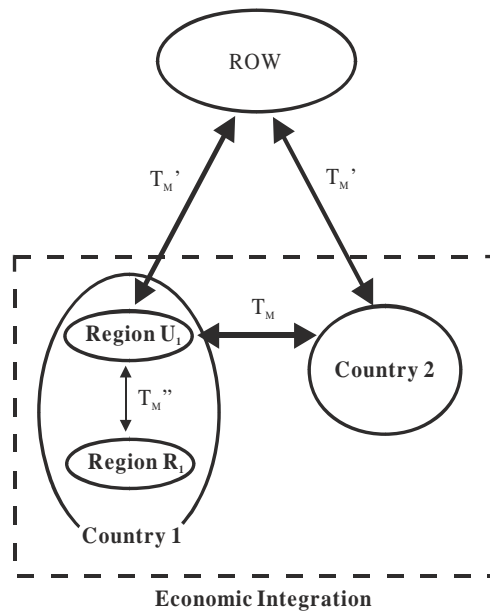 ROW
T_M' T_M'
T_M
Region U_1
Country 2
T_M''
Region R_1
Country 1
Economic Integration